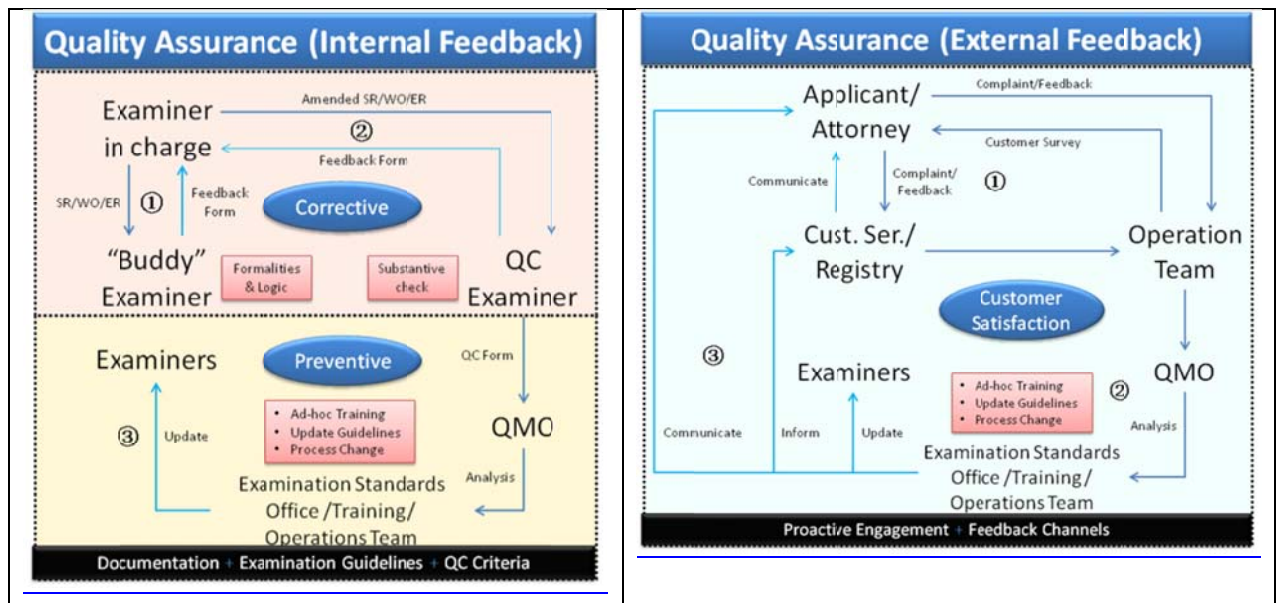 Quality Assurance (Internal Feedback)
Examiner
in charge
Amended SR/WO/ER
②
Feedback Form
SR/WO/ER
①
Feedback
Form
Corrective
"Buddy"
Examiner
Formalities
& Logic
Substantive
check
QC
Examiner
Examiners
Preventive
QC Form
• Ad-hoc Training
• Update Guidelines
• Process Change
QMO
③
Update
Analysis
Examination Standards
Office /Training/
Operations Team
Documentation + Examination Guidelines + QC Criteria
Quality Assurance (External Feedback)
Applicant/
Attorney
Complaint/Feedback
Customer Survey
Communicate
Complaint/
Feedback
①
Cust. Ser./
Registry
Operation
Team
Customer
Satisfaction
③
Examiners
• Ad-hoc Training
• Update Guidelines
• Process Change
②
QMO
Communicate
Inform
Update
Analysis
Examination Standards
Office /Training/
Operations Team
Proactive Engagement + Feedback Channels